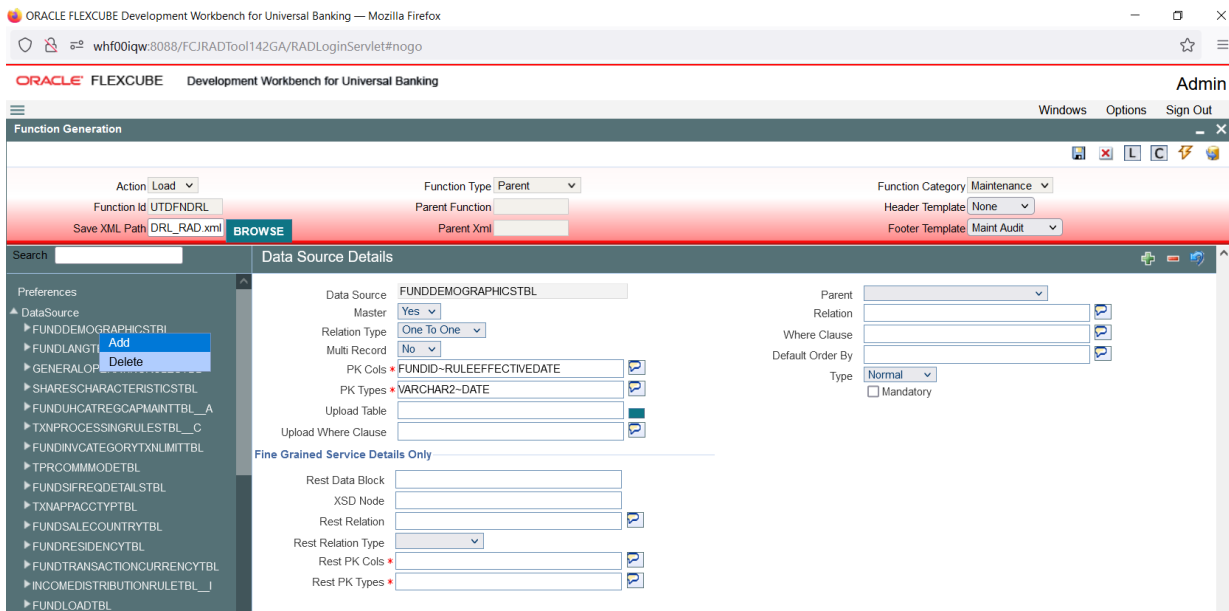 ORACLE FLEXCUBE Development Workbench for Universal Banking — Mozilla Firefox
whf00iqw:8088/FCJRADTool142GA/RADLoginServlet#nogo
ORACLE' FLEXCUBE Development Workbench for Universal Banking Admin
Windows Options Sign Out
Function Generation
L C
Action Load Function Type Parent Function Category Maintenance
Function Id UTDFNDRL Parent Function Header Template None
Save XML Path DRL_RAD.xml BROWSE Parent Xml Footer Template Maint Audit
Search Data Source Details
Preferences
DataSource
FUNDDEMOGRAPHICSTBL
Add
FUNDLANGT
Delete
SHARESCHARACTERISTICSTBL
FUNDUHCATREGCAPMAINTTBL__A
TXNPROCESSINGRULESTBL__C
FUNDINVCATEGORYTXNLIMITTBL
TPRCOMMMODETBL
FUNDSIFREQDETAILSTBL
TXNAPPACCTYPTBL
FUNDSALECOUNTRYTBL
FUNDRESIDENCYTBL
FUNDTRANSACTIONCURRENCYTBL
INCOMEDISTRIBUTIONRULETBL__I
FUNDLOADTBL
Data Source FUNDDEMOGRAPHICSTBL
Master Yes
Relation Type One To One
Multi Record No
PK Cols * FUNDID~RULEEFFECTIVEDATE
PK Types * VARCHAR2~DATE
Upload Table
Upload Where Clause
Fine Grained Service Details Only
Rest Data Block
XSD Node
Rest Relation
Rest Relation Type
Rest PK Cols *
Rest PK Types *
Parent
Relation
Where Clause
Default Order By
Type Normal
Mandatory